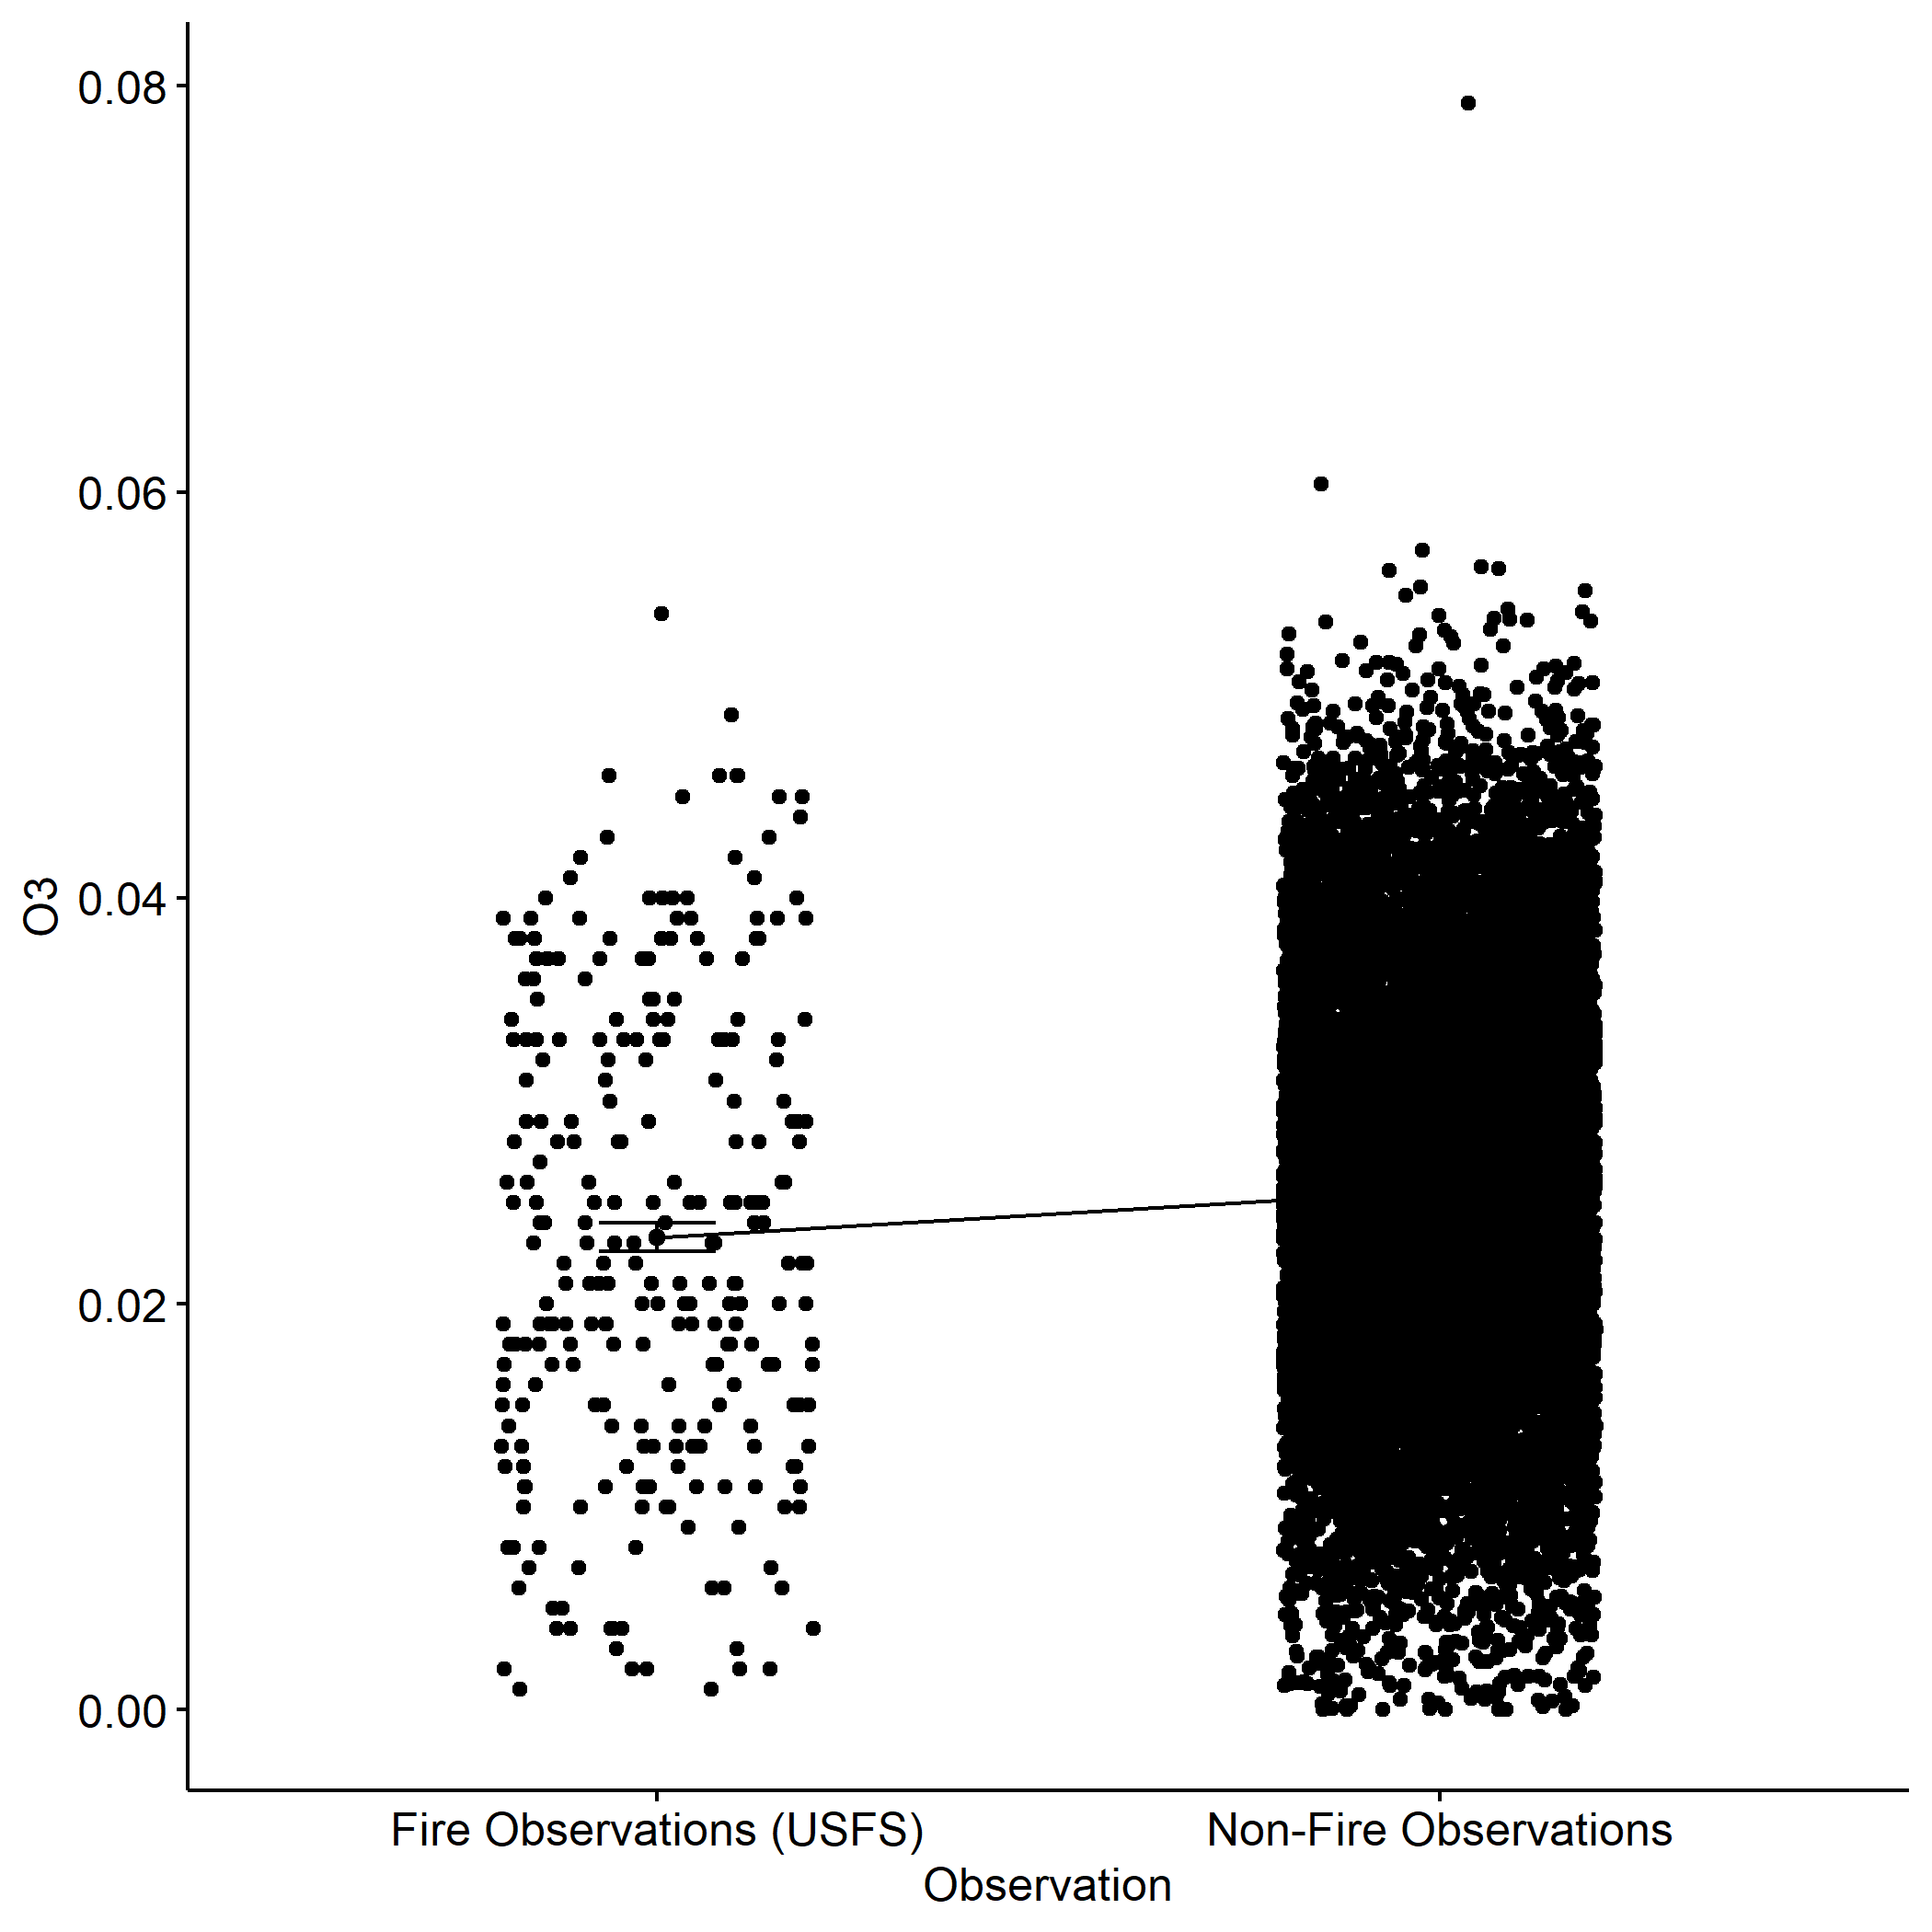 0.08
0.06
0.04
0.02
0.00
O3
Fire Observations (USFS)
Non-Fire Observations
Observation